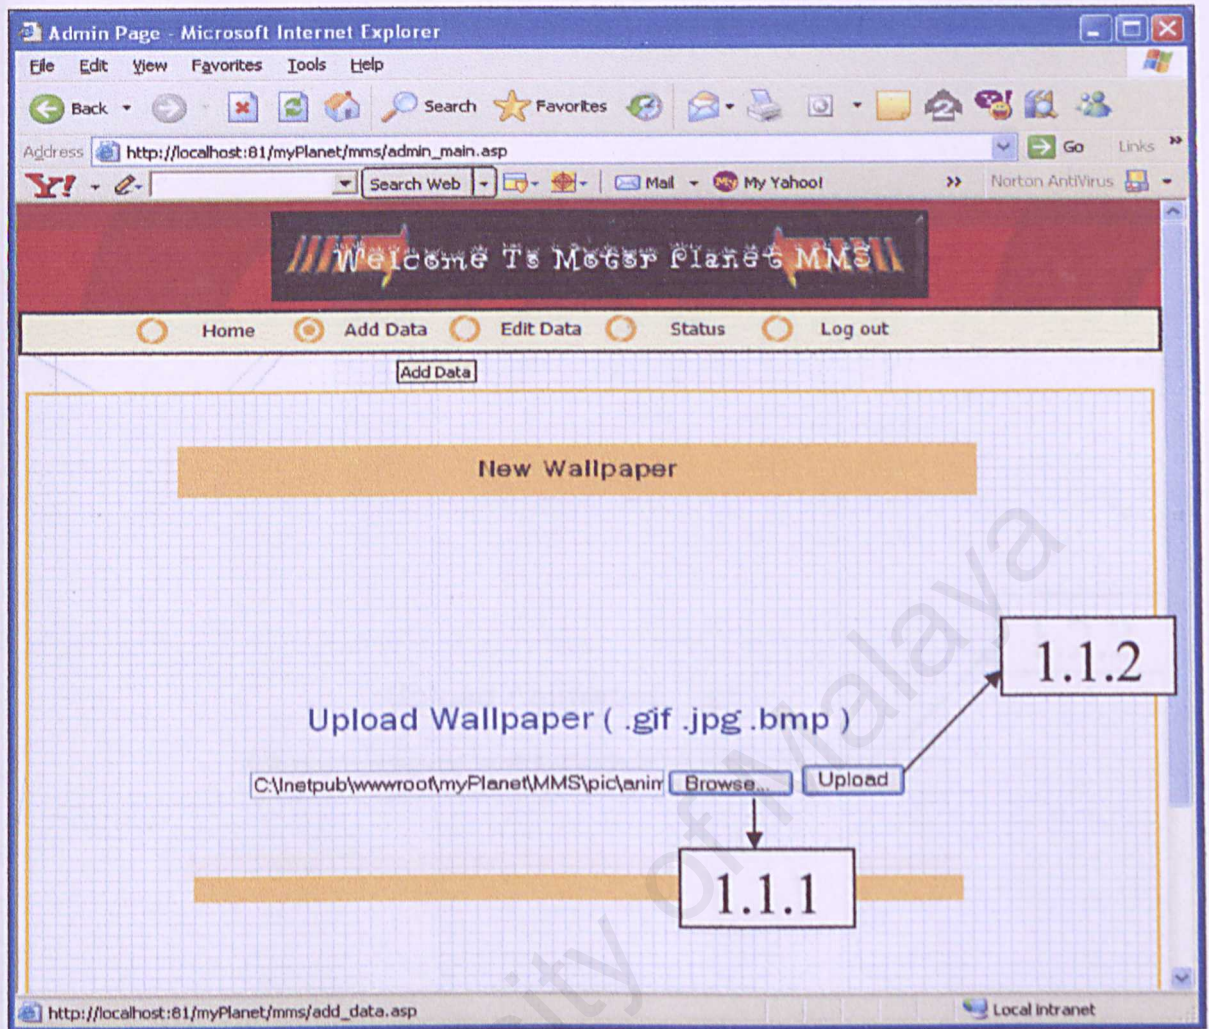 Admin Page - Microsoft Internet Explorer
File Edit View Favorites Tools Help
Back Search Favorites
Address http://localhost:81/myPlanet/mms/admin_main.asp Go Links »
Y! Search Web Mail My My Yahoo! » Norton AntiVirus
Welcome To Motor Planet MMS
Home Add Data Edit Data Status Log out
Add Data
New Wallpaper
1.1.2
Upload Wallpaper ( .gif .jpg .bmp )
C:\Inetpub\wwwroot\myPlanet\MMS\pic\anim Browse... Upload
1.1.1
http://localhost:81/myPlanet/mms/add_data.asp Local intranet
ity of Malaya